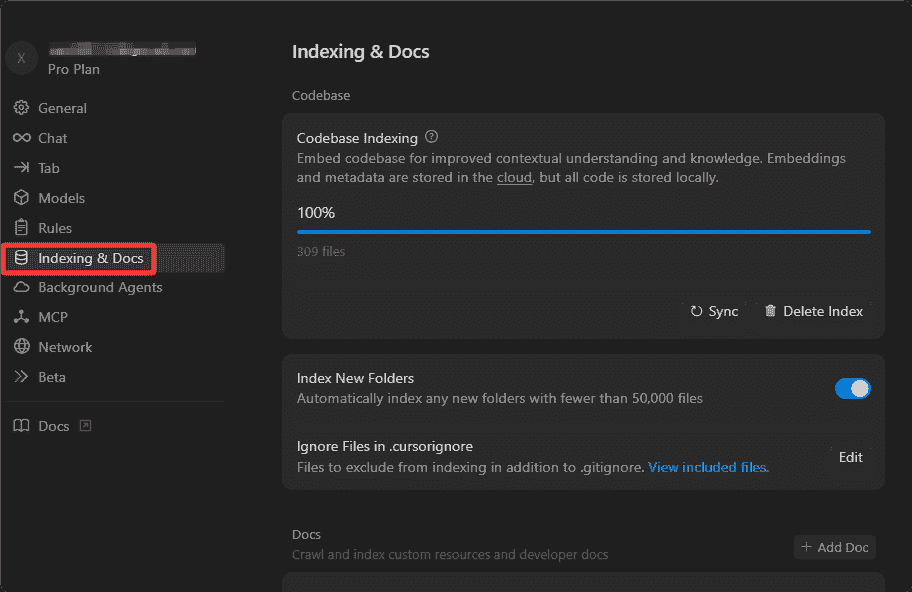 X
Pro Plan
General
Chat
Tab
Models
Rules
Indexing & Docs
Background Agents
MCP
Network
Beta
Docs
Indexing & Docs
Codebase
Codebase Indexing
Embed codebase for improved contextual understanding and knowledge. Embeddings
and metadata are stored in the cloud, but all code is stored locally.
100%
309 files
Sync Delete Index
Index New Folders
Automatically index any new folders with fewer than 50,000 files
Ignore Files in .cursorignore
Files to exclude from indexing in addition to .gitignore. View included files.
Edit
Docs
Crawl and index custom resources and developer docs
+ Add Doc